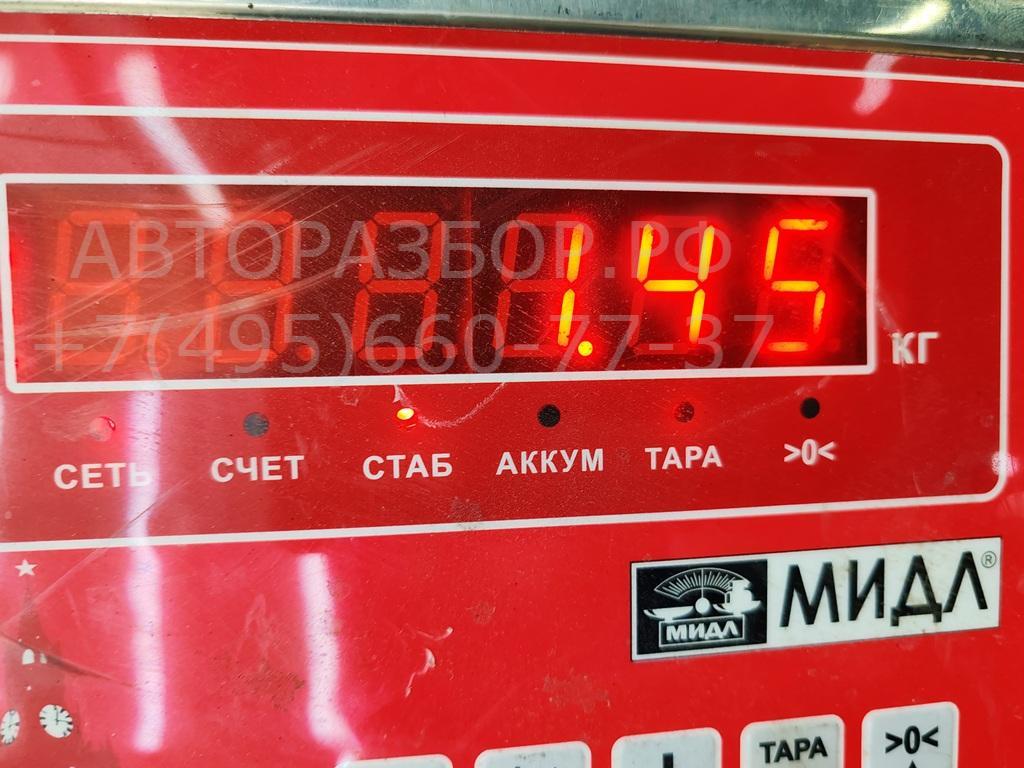 АВТОРАЗБОР.РФ
+7(495)660-77-37
1.45
кг
СЕТЬ СЧЕТ СТАБ АККУМ ТАРА >0<
МИДЛ МИДЛ®
ТАРА >0<